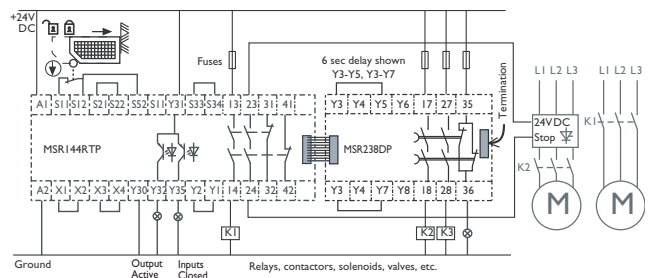 +24V
DC
Fuses
6 sec delay shown
Y3-Y5, Y3-Y7
Termination
L1 L2 L3
L1 L2 L3
A1 S11 S12 S21 S22 S52 S11 Y31 S33 S34 13 23 31 41
Y3 Y4 Y5 Y6 17 27 35
MSR144RTP
MSR238DP
24V DC
Stop
K1
K2
A2 X1 X2 X3 X4 Y30 Y32 Y35 Y2 Y1 14 24 32 42
Y3 Y4 Y7 Y8 18 28 36
M
M
K1
K2
K3
Ground
Output
Active
Inputs
Closed
Relays, contactors, solenoids, valves, etc.